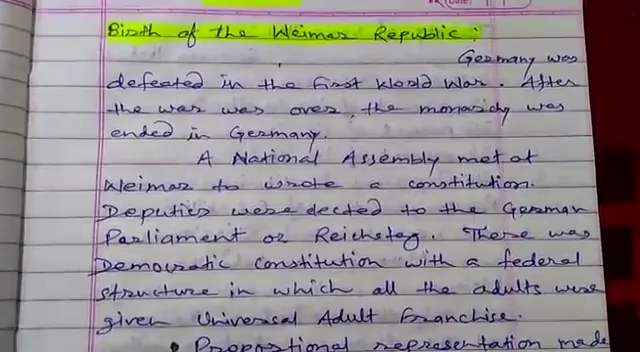 Date:
Birth of the Weimar Republic:
Germany was
defeated in the first World War. After
the war was over, the monarchy was
ended in Germany.
A National Assembly met at
Weimar to wrote a constitution.
Deputies were elected to the German
Parliament or Reichstag. There was
Democratic constitution with a federal
structure in which all the adults were
given Universal Adult Franchise.
• Proportional representation made